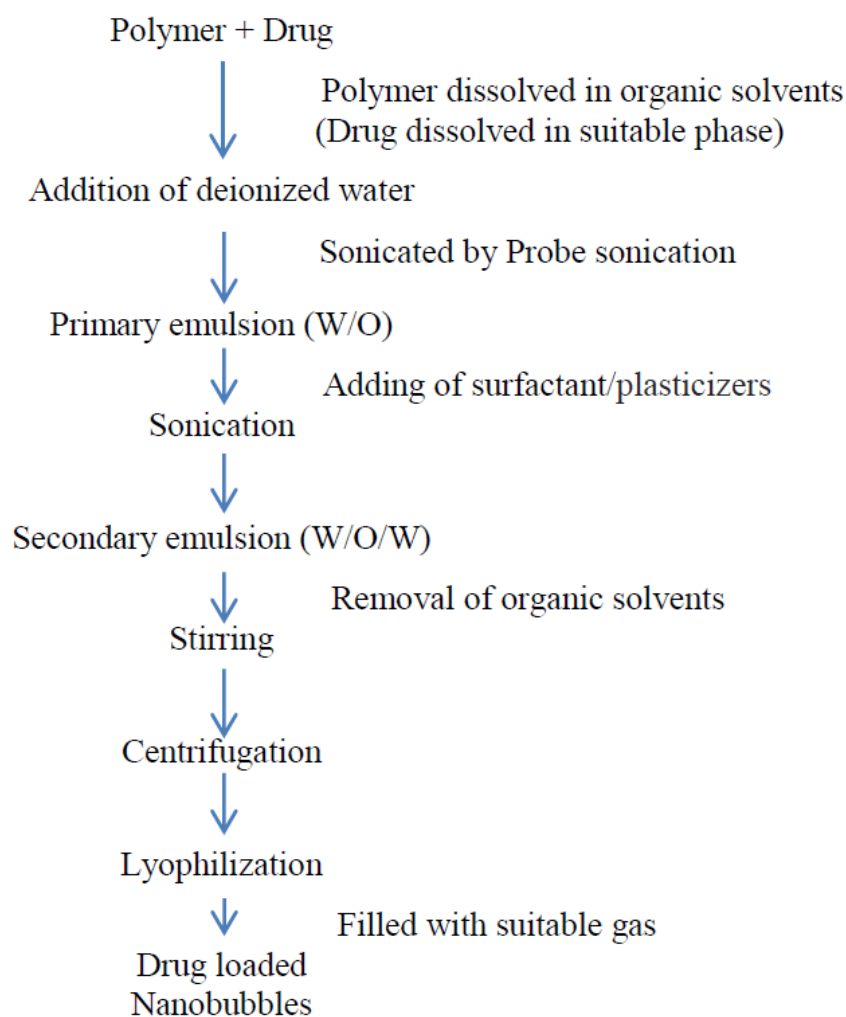 Polymer + Drug
Polymer dissolved in organic solvents
(Drug dissolved in suitable phase)
Addition of deionized water
Sonicated by Probe sonication
Primary emulsion (W/O)
Adding of surfactant/plasticizers
Sonication
Secondary emulsion (W/O/W)
Removal of organic solvents
Stirring
Centrifugation
Lyophilization
Filled with suitable gas
Drug loaded
Nanobubbles